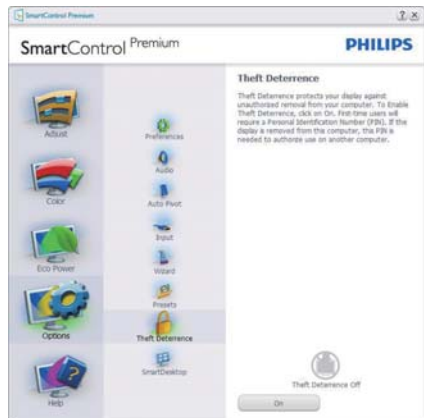 SmartControl Premium
SmartControl Premium
PHILIPS
Adjust
Color
Eco Power
Options
Help
Preferences
Audio
Auto Pivot
Input
Wizard
Presets
Theft Deterrence
SmartDesktop
Theft Deterrence
Theft Deterrence protects your display against
unauthorized removal from your computer. To Enable
Theft Deterrence, click on On. First-time users will
require a Personal Identification Number (PIN). If the
display is removed from this computer, this PIN is
needed to authorize use on another computer.
Theft Deterrence Off
On